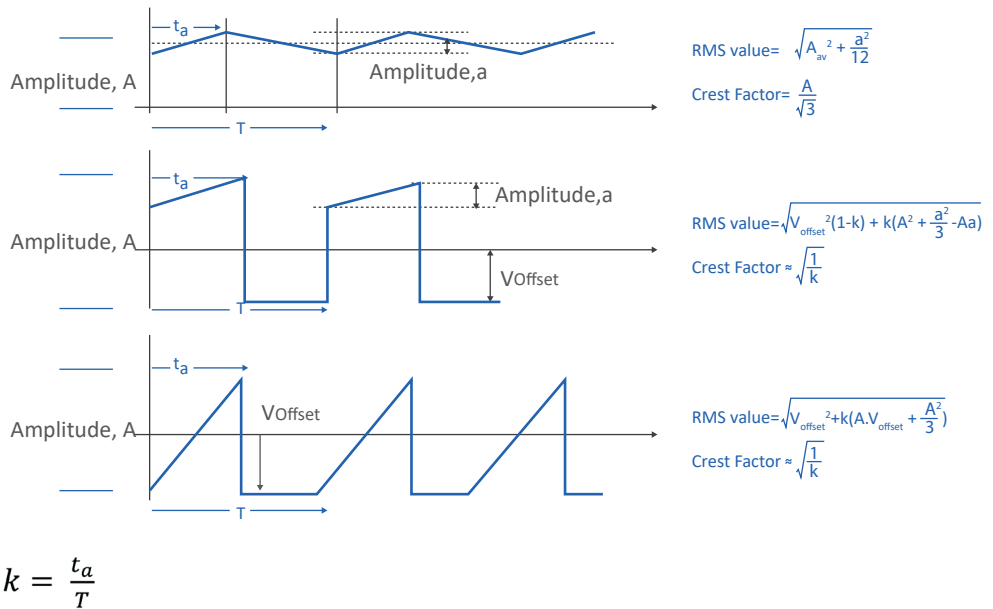 t_a
Amplitude, A
Amplitude,a
T
RMS value= √(A_av² + a²/12)
Crest Factor= A/√3
t_a
Amplitude, A
Amplitude,a
VOffset
T
RMS value=√(V_offset²(1-k) + k(A² + a²/3 -Aa)
Crest Factor ≈ √(1/k)
t_a
Amplitude, A
VOffset
T
RMS value=√(V_offset²+k(A.V_offset + A²/3)
Crest Factor ≈ √(1/k)
k = t_a/T